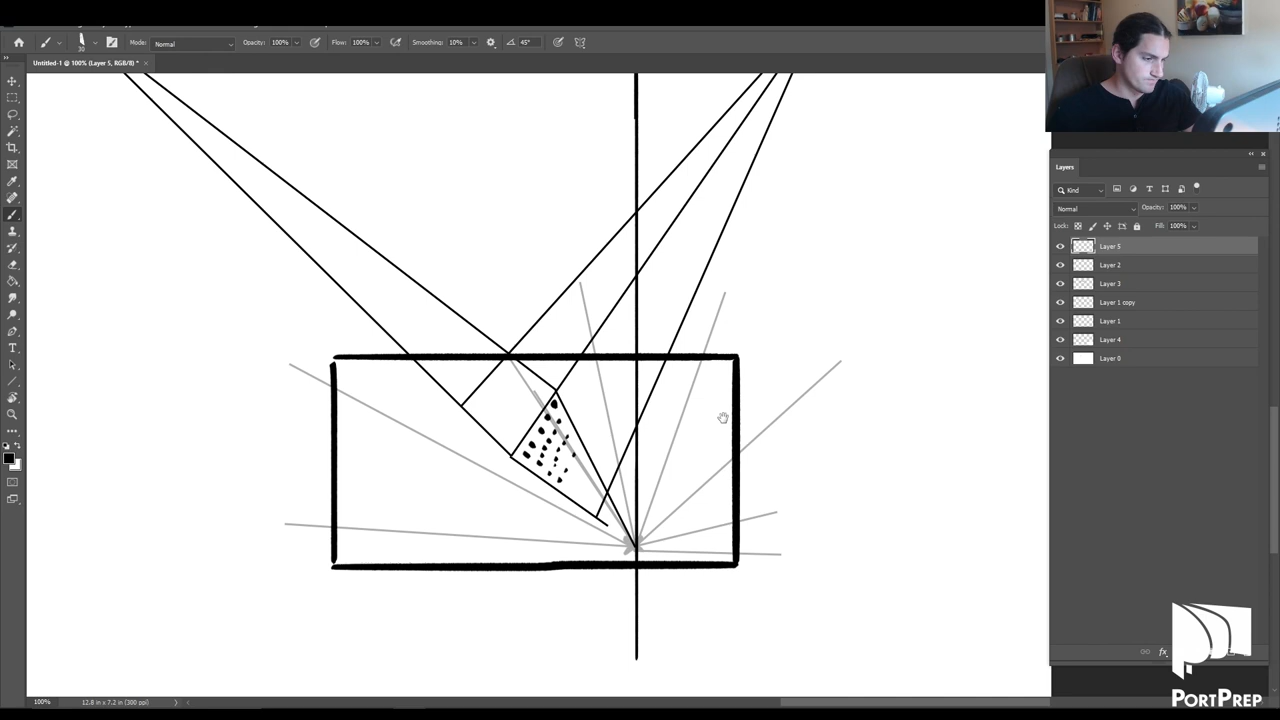 30
Mode: Normal
Opacity: 100%
Flow: 100%
Smoothing: 10%
45°
Untitled-1 @ 100% (Layer 5, RGB/8) *
Layers
Kind
Normal
Opacity: 100%
Lock:
Fill: 100%
Layer 5
Layer 2
Layer 3
Layer 1 copy
Layer 1
Layer 4
Layer 0
fx
100%
12.8 in x 7.2 in (300 ppi)
PORTPREP